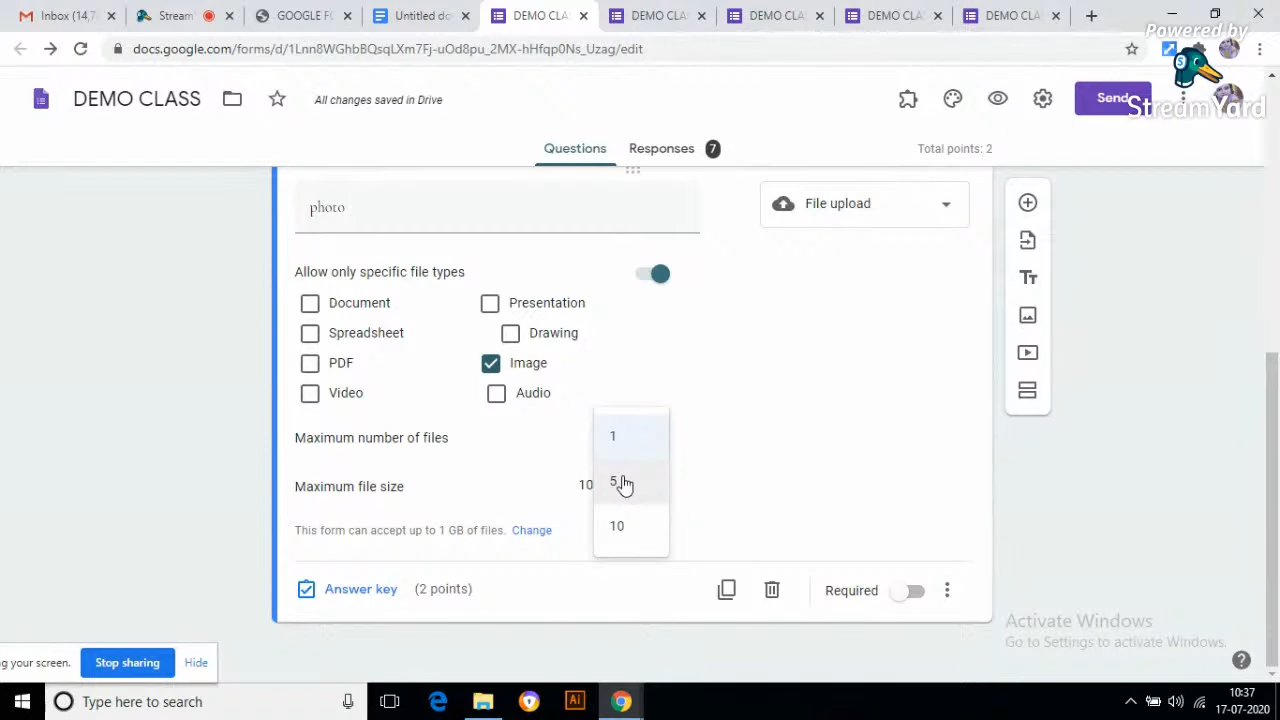 Inbox (14,7
Stream
GOOGLE FO
Untitled do
DEMO CLAS
DEMO CLA
DEMO CLA
DEMO CLA
DEMO CLA
docs.google.com/forms/d/1Lnn8WGhb8QsqLXm7Fj-uOd8pu_2MX-hHfqp0Ns_Uzag/edit
Powered by
StreamYard
DEMO CLASS
All changes saved in Drive
Send
Questions
Responses 7
Total points: 2
photo
File upload
Allow only specific file types
Document
Presentation
Spreadsheet
Drawing
PDF
Image
Video
Audio
Maximum number of files
1
5
10
Maximum file size
10
This form can accept up to 1 GB of files. Change
Answer key (2 points)
Required
Activate Windows
Go to Settings to activate Windows.
g your screen. Stop sharing Hide
Type here to search
Ai
10:37
17-07-2020